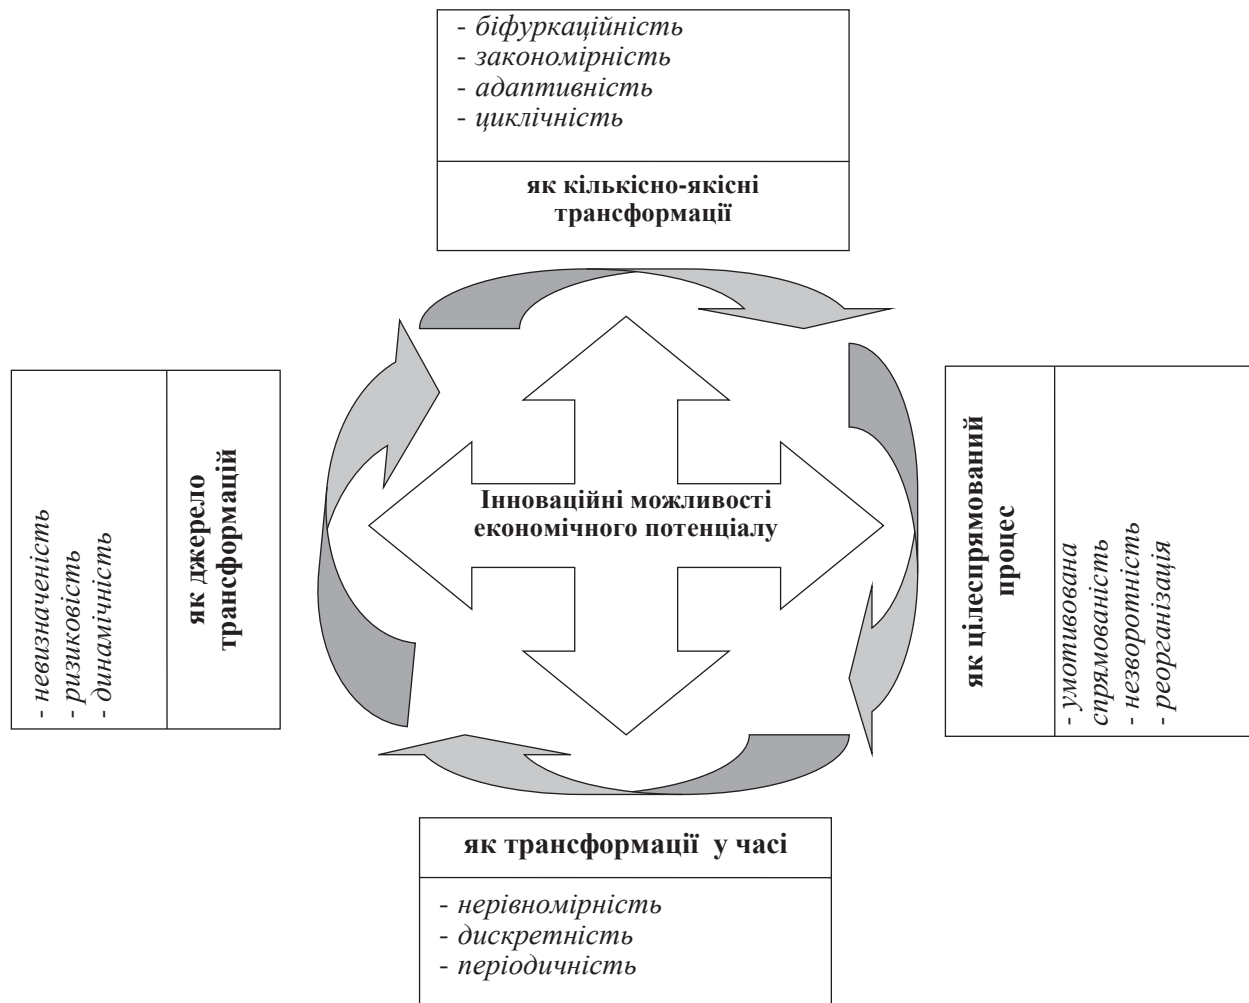 - біфуркаційність
- закономірність
- адаптивність
- циклічність
як кількісно-якісні
трансформації
- невизначеність
- ризиковість
- динамічність
як джерело
трансформацій
Інноваційні можливості
економічного потенціалу
як цілеспрямований
процес
- умотивована
спрямованість
- незворотність
- реорганізація
як трансформації у часі
- нерівномірність
- дискретність
- періодичність